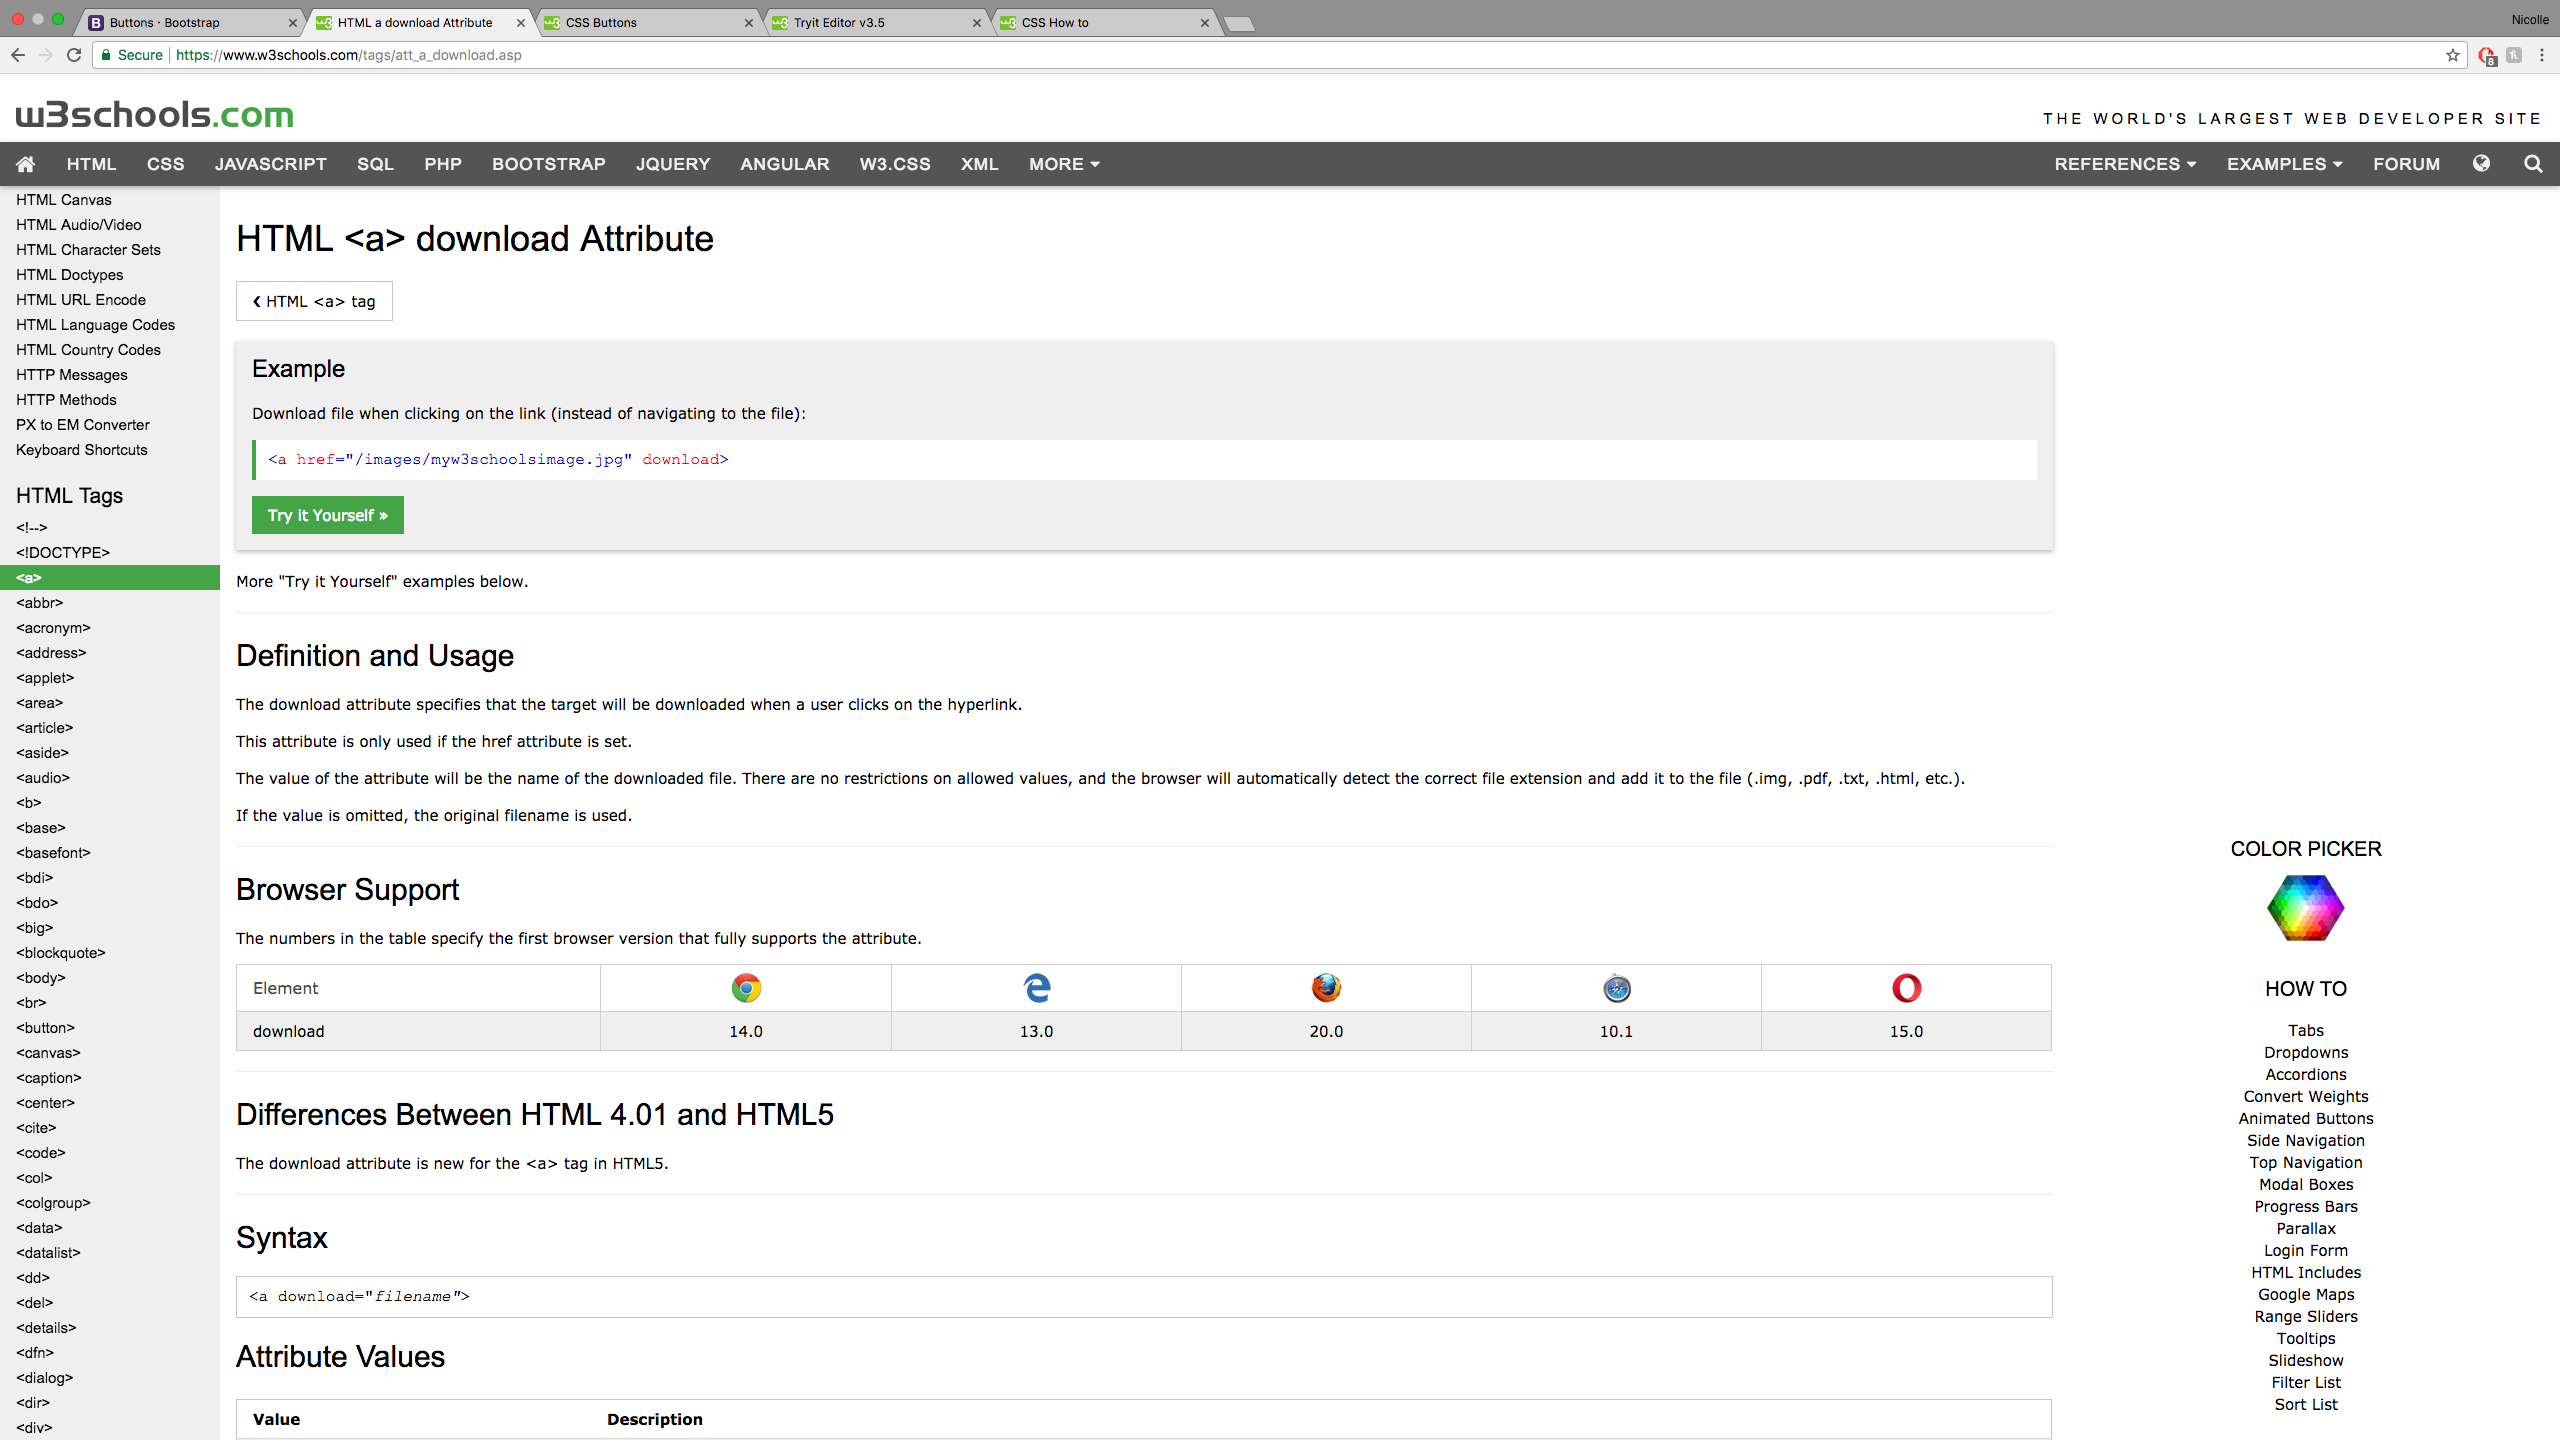 Buttons · Bootstrap
HTML a download Attribute
CSS Buttons
Tryit Editor v3.5
CSS How to
Nicolle
Secure
https://www.w3schools.com/tags/att_a_download.asp
8
w3schools.com
THE WORLD'S LARGEST WEB DEVELOPER SITE
HTML CSS JAVASCRIPT SQL PHP BOOTSTRAP JQUERY ANGULAR W3.CSS XML MORE REFERENCES EXAMPLES FORUM
HTML Canvas
HTML Audio/Video
HTML Character Sets
HTML Doctypes
HTML URL Encode
HTML Language Codes
HTML Country Codes
HTTP Messages
HTTP Methods
PX to EM Converter
Keyboard Shortcuts
HTML Tags
<!-->
<!DOCTYPE>
<a>
<abbr>
<acronym>
<address>
<applet>
<area>
<article>
<aside>
<audio>
<b>
<base>
<basefont>
<bdi>
<bdo>
<big>
<blockquote>
<body>
<br>
<button>
<canvas>
<caption>
<center>
<cite>
<code>
<col>
<colgroup>
<data>
<datalist>
<dd>
<del>
<details>
<dfn>
<dialog>
<dir>
<div>
HTML <a> download Attribute
❮ HTML <a> tag
Example
Download file when clicking on the link (instead of navigating to the file):
<a href="/images/myw3schoolsimage.jpg" download>
Try it Yourself »
More "Try it Yourself" examples below.
Definition and Usage
The download attribute specifies that the target will be downloaded when a user clicks on the hyperlink.
This attribute is only used if the href attribute is set.
The value of the attribute will be the name of the downloaded file. There are no restrictions on allowed values, and the browser will automatically detect the correct file extension and add it to the file (.img, .pdf, .txt, .html, etc.).
If the value is omitted, the original filename is used.
Browser Support
The numbers in the table specify the first browser version that fully supports the attribute.
Element
download 14.0 13.0 20.0 10.1 15.0
Differences Between HTML 4.01 and HTML5
The download attribute is new for the <a> tag in HTML5.
Syntax
<a download="filename">
Attribute Values
Value Description
COLOR PICKER
HOW TO
Tabs
Dropdowns
Accordions
Convert Weights
Animated Buttons
Side Navigation
Top Navigation
Modal Boxes
Progress Bars
Parallax
Login Form
HTML Includes
Google Maps
Range Sliders
Tooltips
Slideshow
Filter List
Sort List